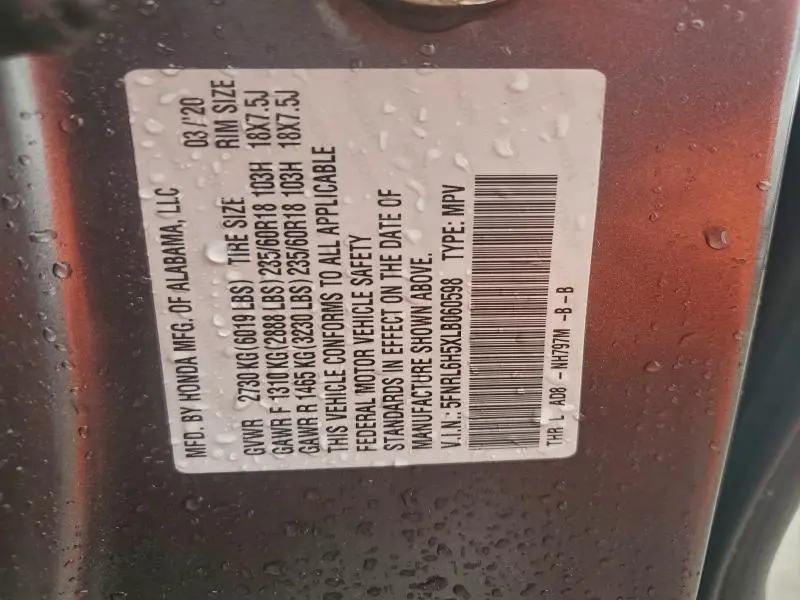 MFD. BY HONDA MFG. OF ALABAMA, LLC 03 / '20
TIRE SIZE RIM SIZE
GVWR 2730 KG (6019 LBS)
GAWR F 1310 KG (2888 LBS) 235/60R18 103H 18X7.5J
GAWR R 1465 KG (3230 LBS) 235/60R18 103H 18X7.5J
THIS VEHICLE CONFORMS TO ALL APPLICABLE
FEDERAL MOTOR VEHICLE SAFETY
STANDARDS IN EFFECT ON THE DATE OF
MANUFACTURE SHOWN ABOVE.
V.I.N.: 5FNRL6H5XLB060598 TYPE: MPV
THR L A08 - NH797M -B -B